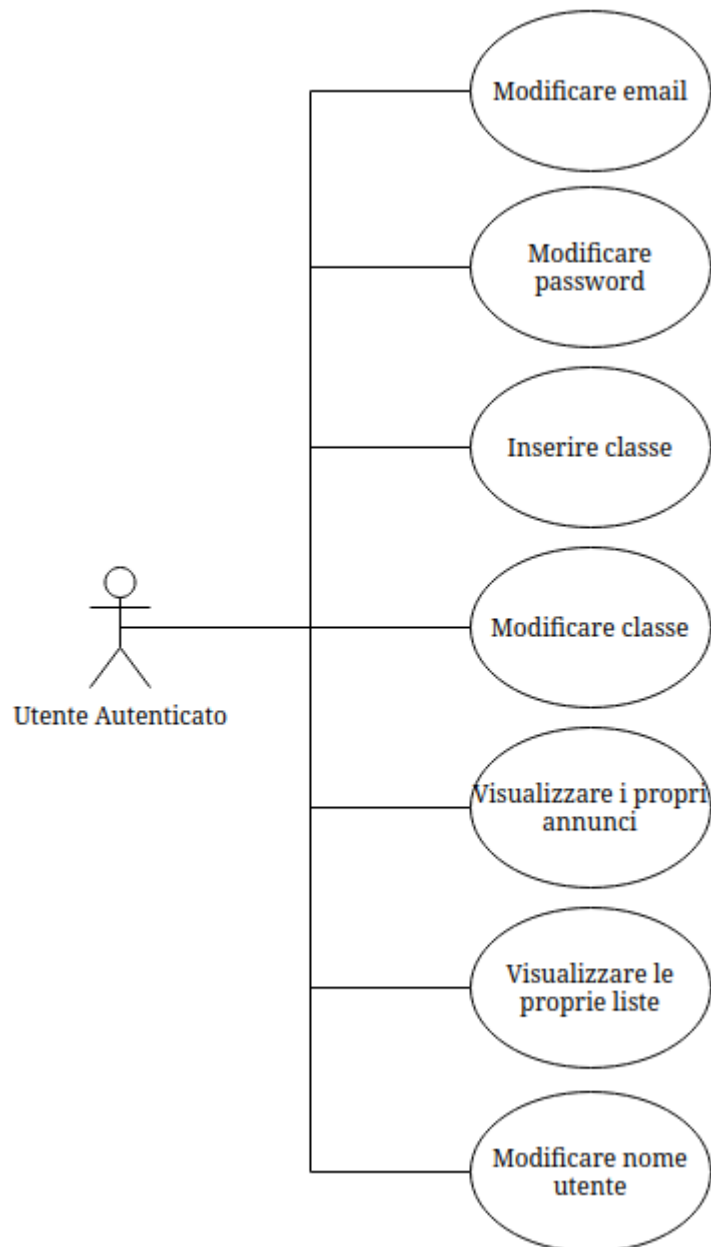 Modificare email
Modificare
password
Inserire classe
Modificare classe
Utente Autenticato
Visualizzare i propri
annunci
Visualizzare le
proprie liste
Modificare nome
utente